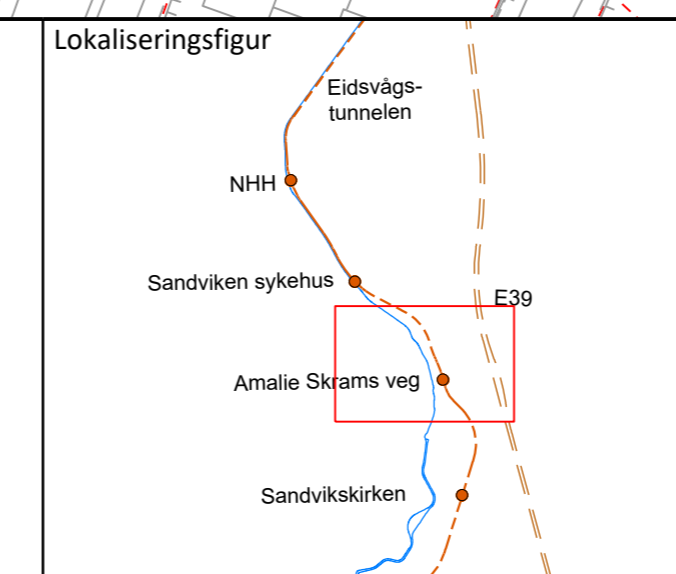 Lokaliseringsfigur
Eidsvågs-
tunnelen
NHH
Sandviken sykehus
E39
Amalie Skrams veg
Sandvikskirken